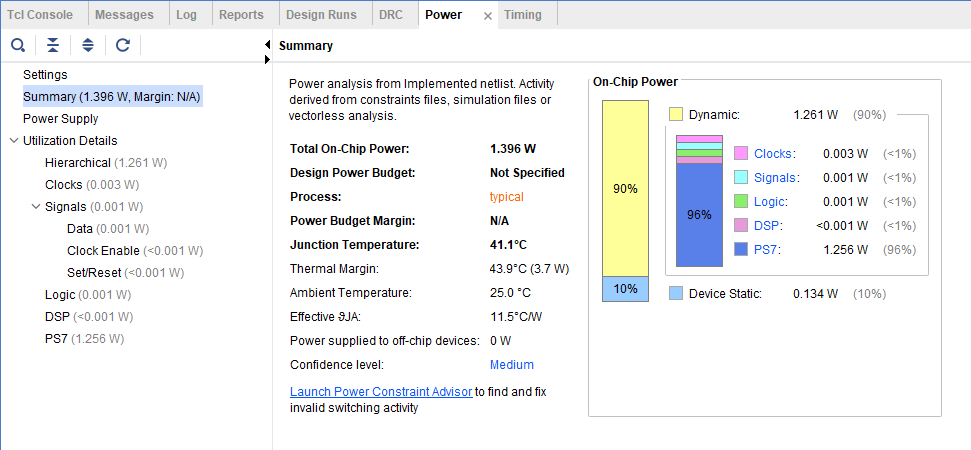 Tcl Console Messages Log Reports Design Runs DRC Power × Timing
Summary
Settings
Summary (1.396 W, Margin: N/A)
Power Supply
Utilization Details
Hierarchical (1.261 W)
Clocks (0.003 W)
Signals (0.001 W)
Data (0.001 W)
Clock Enable (<0.001 W)
Set/Reset (<0.001 W)
Logic (0.001 W)
DSP (<0.001 W)
PS7 (1.256 W)
Power analysis from Implemented netlist. Activity
derived from constraints files, simulation files or
vectorless analysis.
Total On-Chip Power: 1.396 W
Design Power Budget: Not Specified
Process: typical
Power Budget Margin: N/A
Junction Temperature: 41.1°C
Thermal Margin: 43.9°C (3.7 W)
Ambient Temperature: 25.0 °C
Effective ϑJA: 11.5°C/W
Power supplied to off-chip devices: 0 W
Confidence level: Medium
Launch Power Constraint Advisor to find and fix
invalid switching activity
On-Chip Power
Dynamic: 1.261 W (90%)
Clocks: 0.003 W (<1%)
Signals: 0.001 W (<1%)
Logic: 0.001 W (<1%)
DSP: <0.001 W (<1%)
PS7: 1.256 W (96%)
90%
96%
10%
Device Static: 0.134 W (10%)